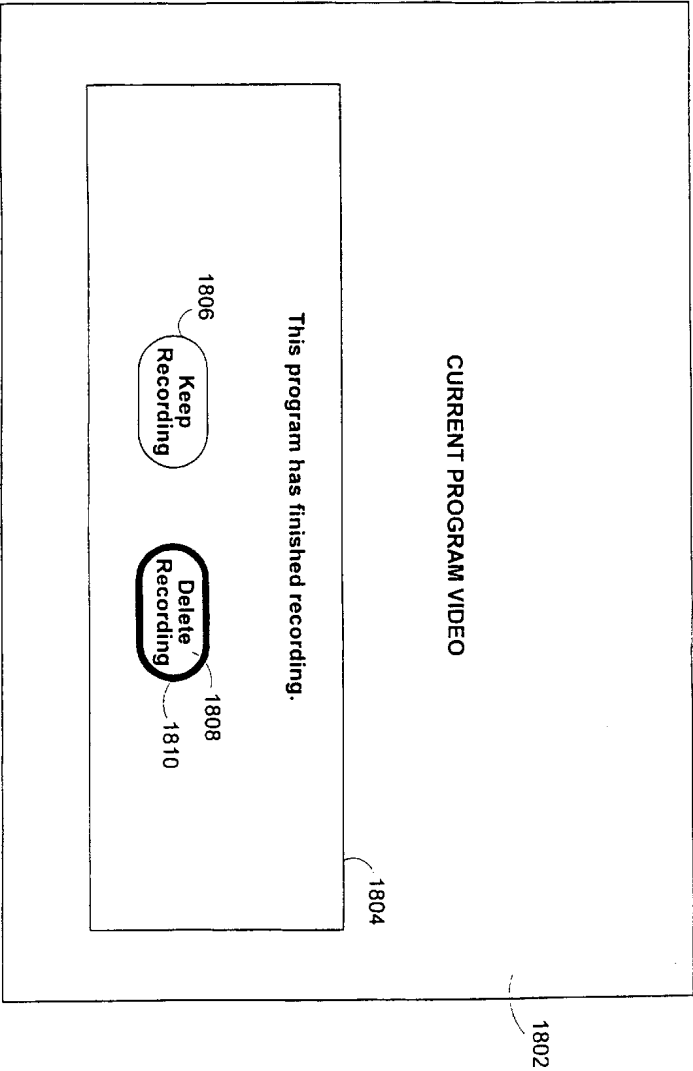 CURRENT PROGRAM VIDEO
This program has finished recording.
1806
Keep
Recording
Delete
Recording
1808
1810
1804
1802